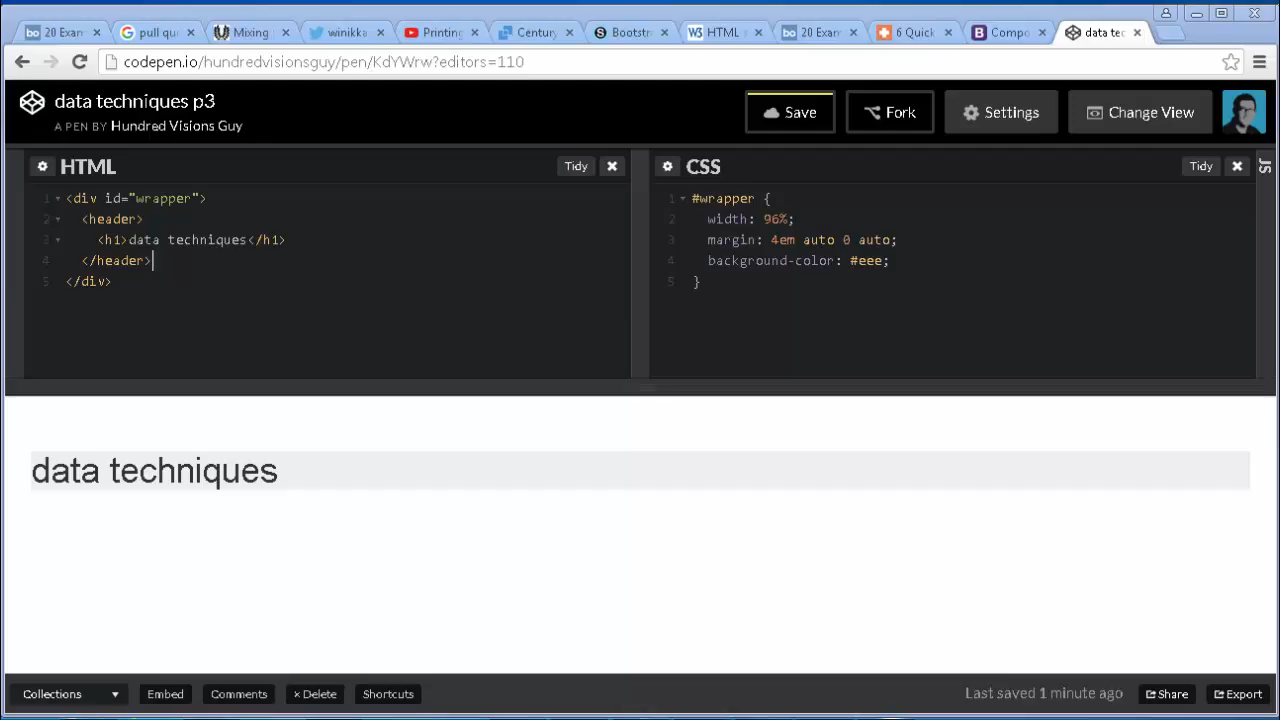 20 Exan
pull qu
Mixing
winikka
Printing
Century
Bootstr
HTML
20 Exan
6 Quick
Compo
data tec
codepen.io/hundredvisionsguy/pen/KdYWrw?editors=110
data techniques p3
A PEN BY Hundred Visions Guy
Save
Fork
Settings
Change View
HTML
Tidy
CSS
Tidy
JS
1 <div id="wrapper">
2 <header>
3 <h1>data techniques</h1>
4 </header>
5 </div>
1 #wrapper {
2 width: 96%;
3 margin: 4em auto 0 auto;
4 background-color: #eee;
5 }
data techniques
Collections
Embed
Comments
x Delete
Shortcuts
Last saved 1 minute ago
Share
Export